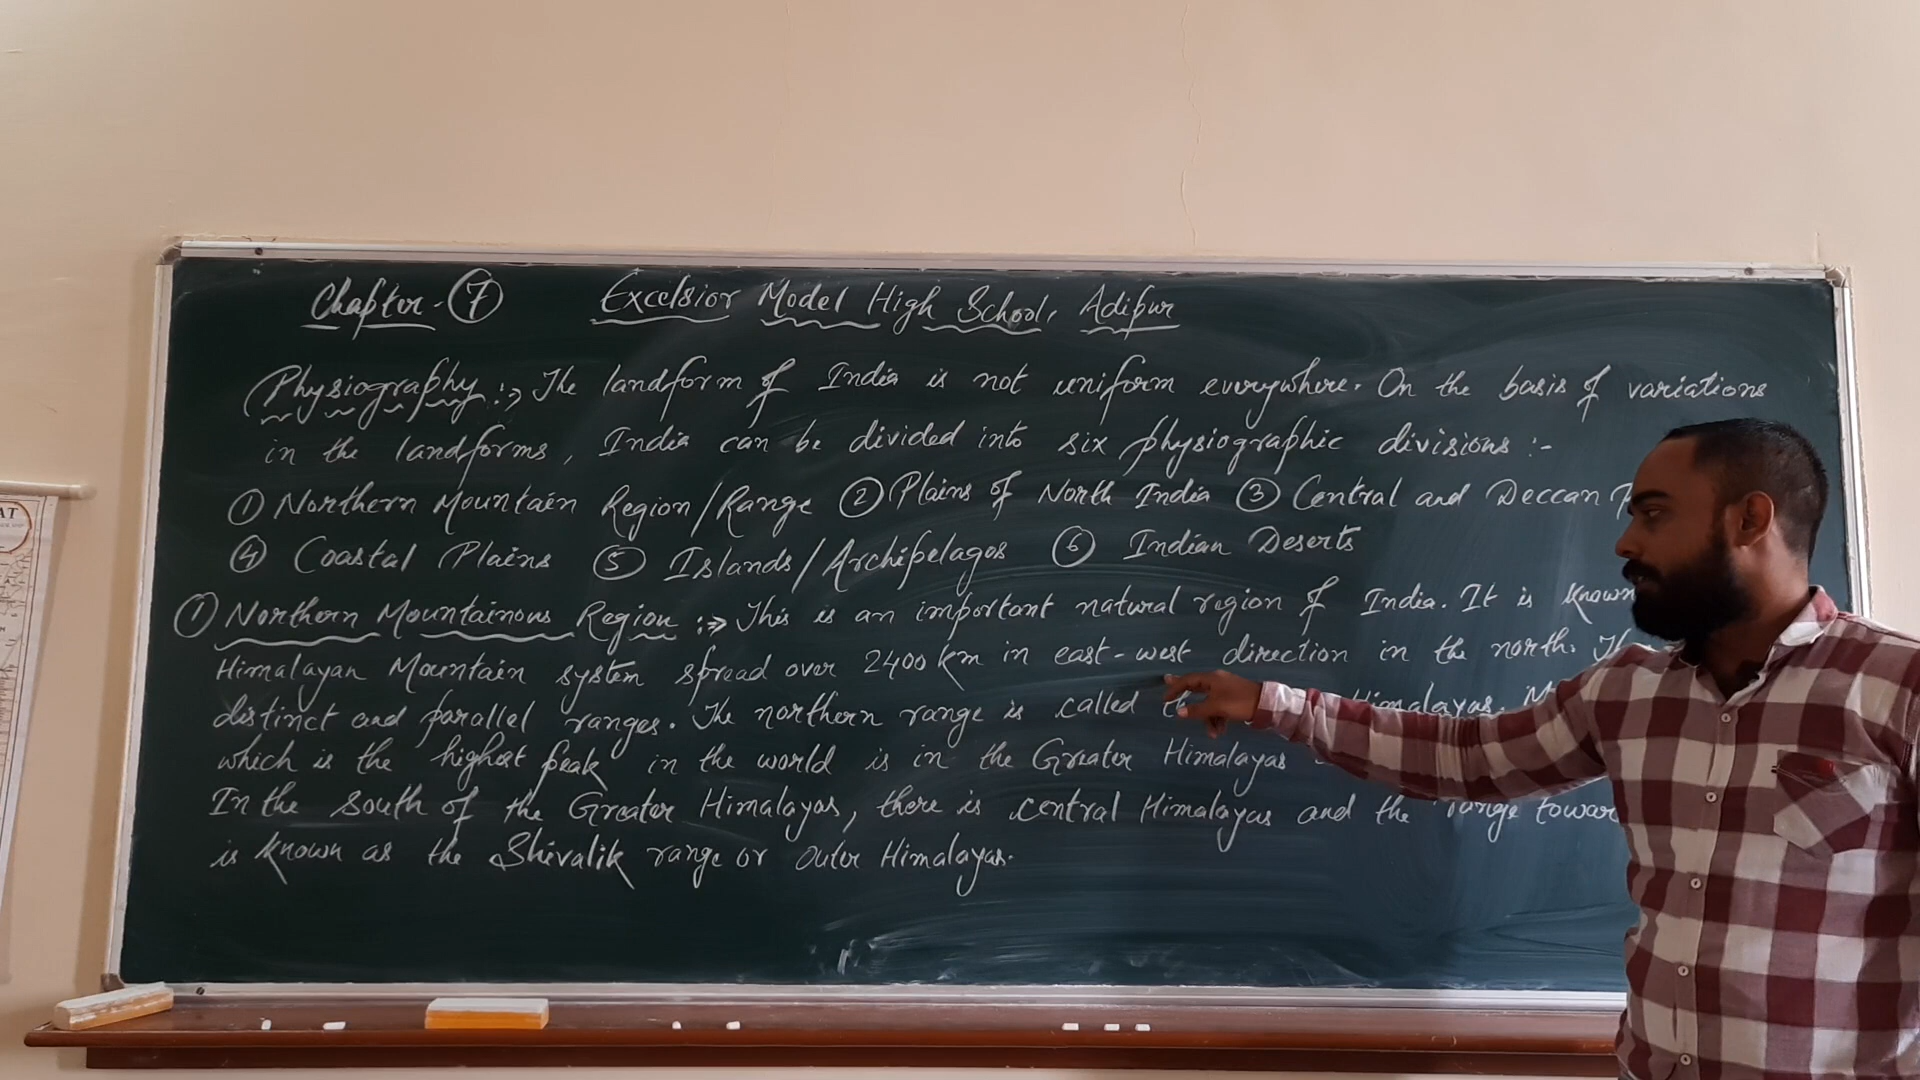 Chapter-7 Excelsior Model High School, Adipur
Physiography :→ The landform of India is not uniform everywhere. On the basis of variations
in the landforms, India can be divided into six physiographic divisions :-
① Northern Mountain Region/Range ② Plains of North India ③ Central and Deccan
④ Coastal Plains ⑤ Islands/Archipelagos ⑥ Indian Deserts
① Northern Mountainous Region :→ This is an important natural region of India. It is known
Himalayan Mountain system spread over 2400 km in east-west direction in the north.
distinct and parallel ranges. The northern range is called Himalayas.
which is the highest peak in the world is in the Greater Himalayas
In the south of the Greater Himalayas, there is central Himalayas and the range
is known as the Shivalik range or outer Himalayas.
AT